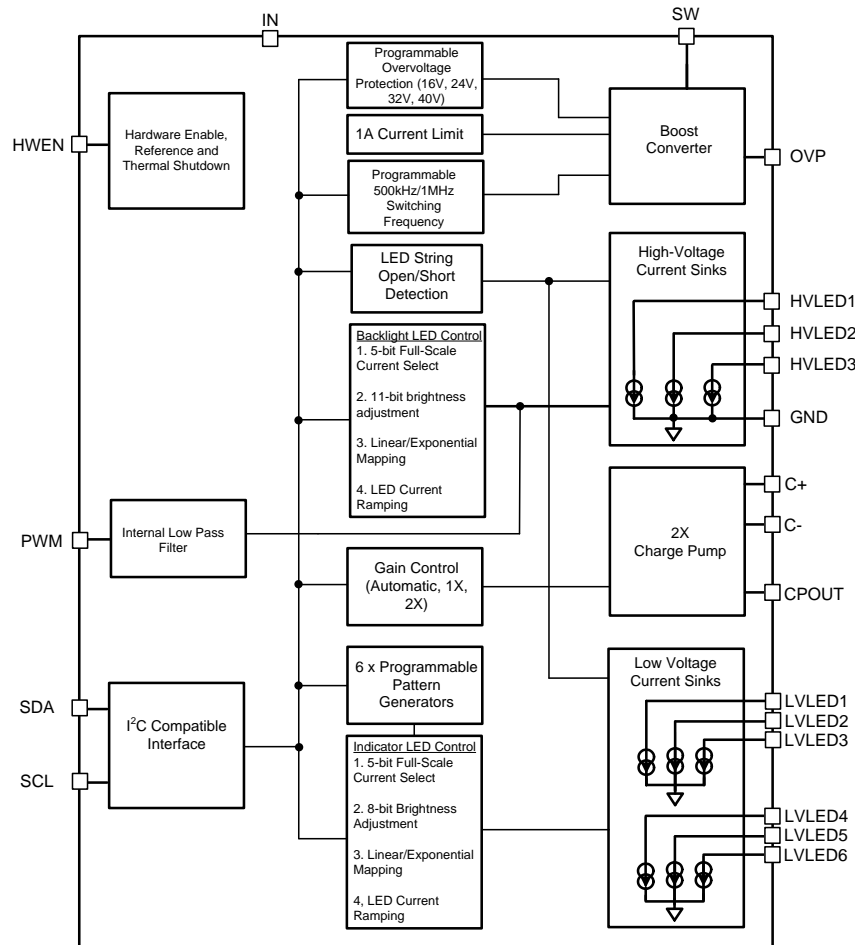 IN
SW
HWEN
Hardware Enable,
Reference and
Thermal Shutdown
Programmable
Overvoltage
Protection (16V, 24V,
32V, 40V)
1A Current Limit
Programmable
500kHz/1MHz
Switching
Frequency
Boost
Converter
OVP
LED String
Open/Short
Detection
High-Voltage
Current Sinks
HVLED1
HVLED2
HVLED3
GND
Backlight LED Control
1. 5-bit Full-Scale
Current Select
2. 11-bit brightness
adjustment
3. Linear/Exponential
Mapping
4. LED Current
Ramping
PWM
Internal Low Pass
Filter
2X
Charge Pump
C+
C-
CPOUT
Gain Control
(Automatic, 1X,
2X)
6 x Programmable
Pattern
Generators
SDA
SCL
I²C Compatible
Interface
Indicator LED Control
1. 5-bit Full-Scale
Current Select
2. 8-bit Brightness
Adjustment
3. Linear/Exponential
Mapping
4, LED Current
Ramping
Low Voltage
Current Sinks
LVLED1
LVLED2
LVLED3
LVLED4
LVLED5
LVLED6